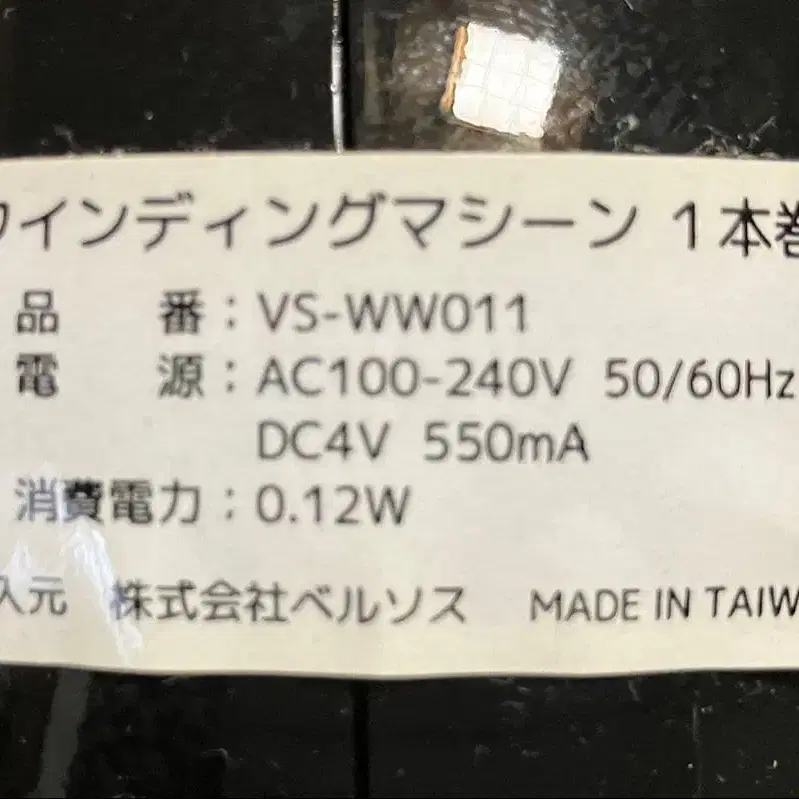 ワインディングマシーン 1本巻
品　　番：VS-WW011
電　　源：AC100-240V 50/60Hz
DC4V 550mA
消費電力：0.12W
入元 株式会社ベルソス MADE IN TAIW